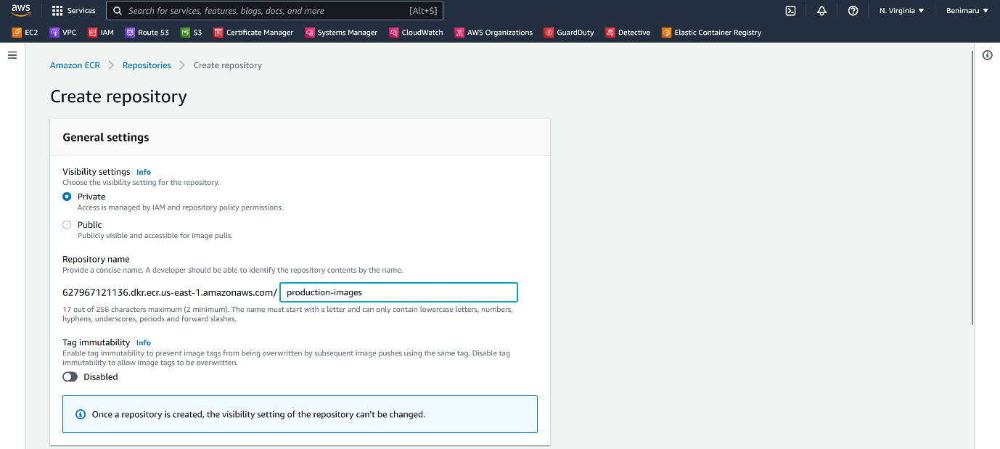 aws Services Search for services, features, blogs, docs, and more [Alt+S] N. Virginia ▼ Benimaru ▼
EC2 VPC IAM Route 53 S3 Certificate Manager Systems Manager CloudWatch AWS Organizations GuardDuty Detective Elastic Container Registry
Amazon ECR > Repositories > Create repository
Create repository
General settings
Visibility settings Info
Choose the visibility setting for the repository.
Private
Access is managed by IAM and repository policy permissions.
Public
Publicly visible and accessible for image pulls.
Repository name
Provide a concise name. A developer should be able to identify the repository contents by the name.
627967121136.dkr.ecr.us-east-1.amazonaws.com/ production-images
17 out of 256 characters maximum (2 minimum). The name must start with a letter and can only contain lowercase letters, numbers,
hyphens, underscores, periods and forward slashes.
Tag immutability Info
Enable tag immutability to prevent image tags from being overwritten by subsequent image pushes using the same tag. Disable tag
immutability to allow image tags to be overwritten.
Disabled
Once a repository is created, the visibility setting of the repository can't be changed.